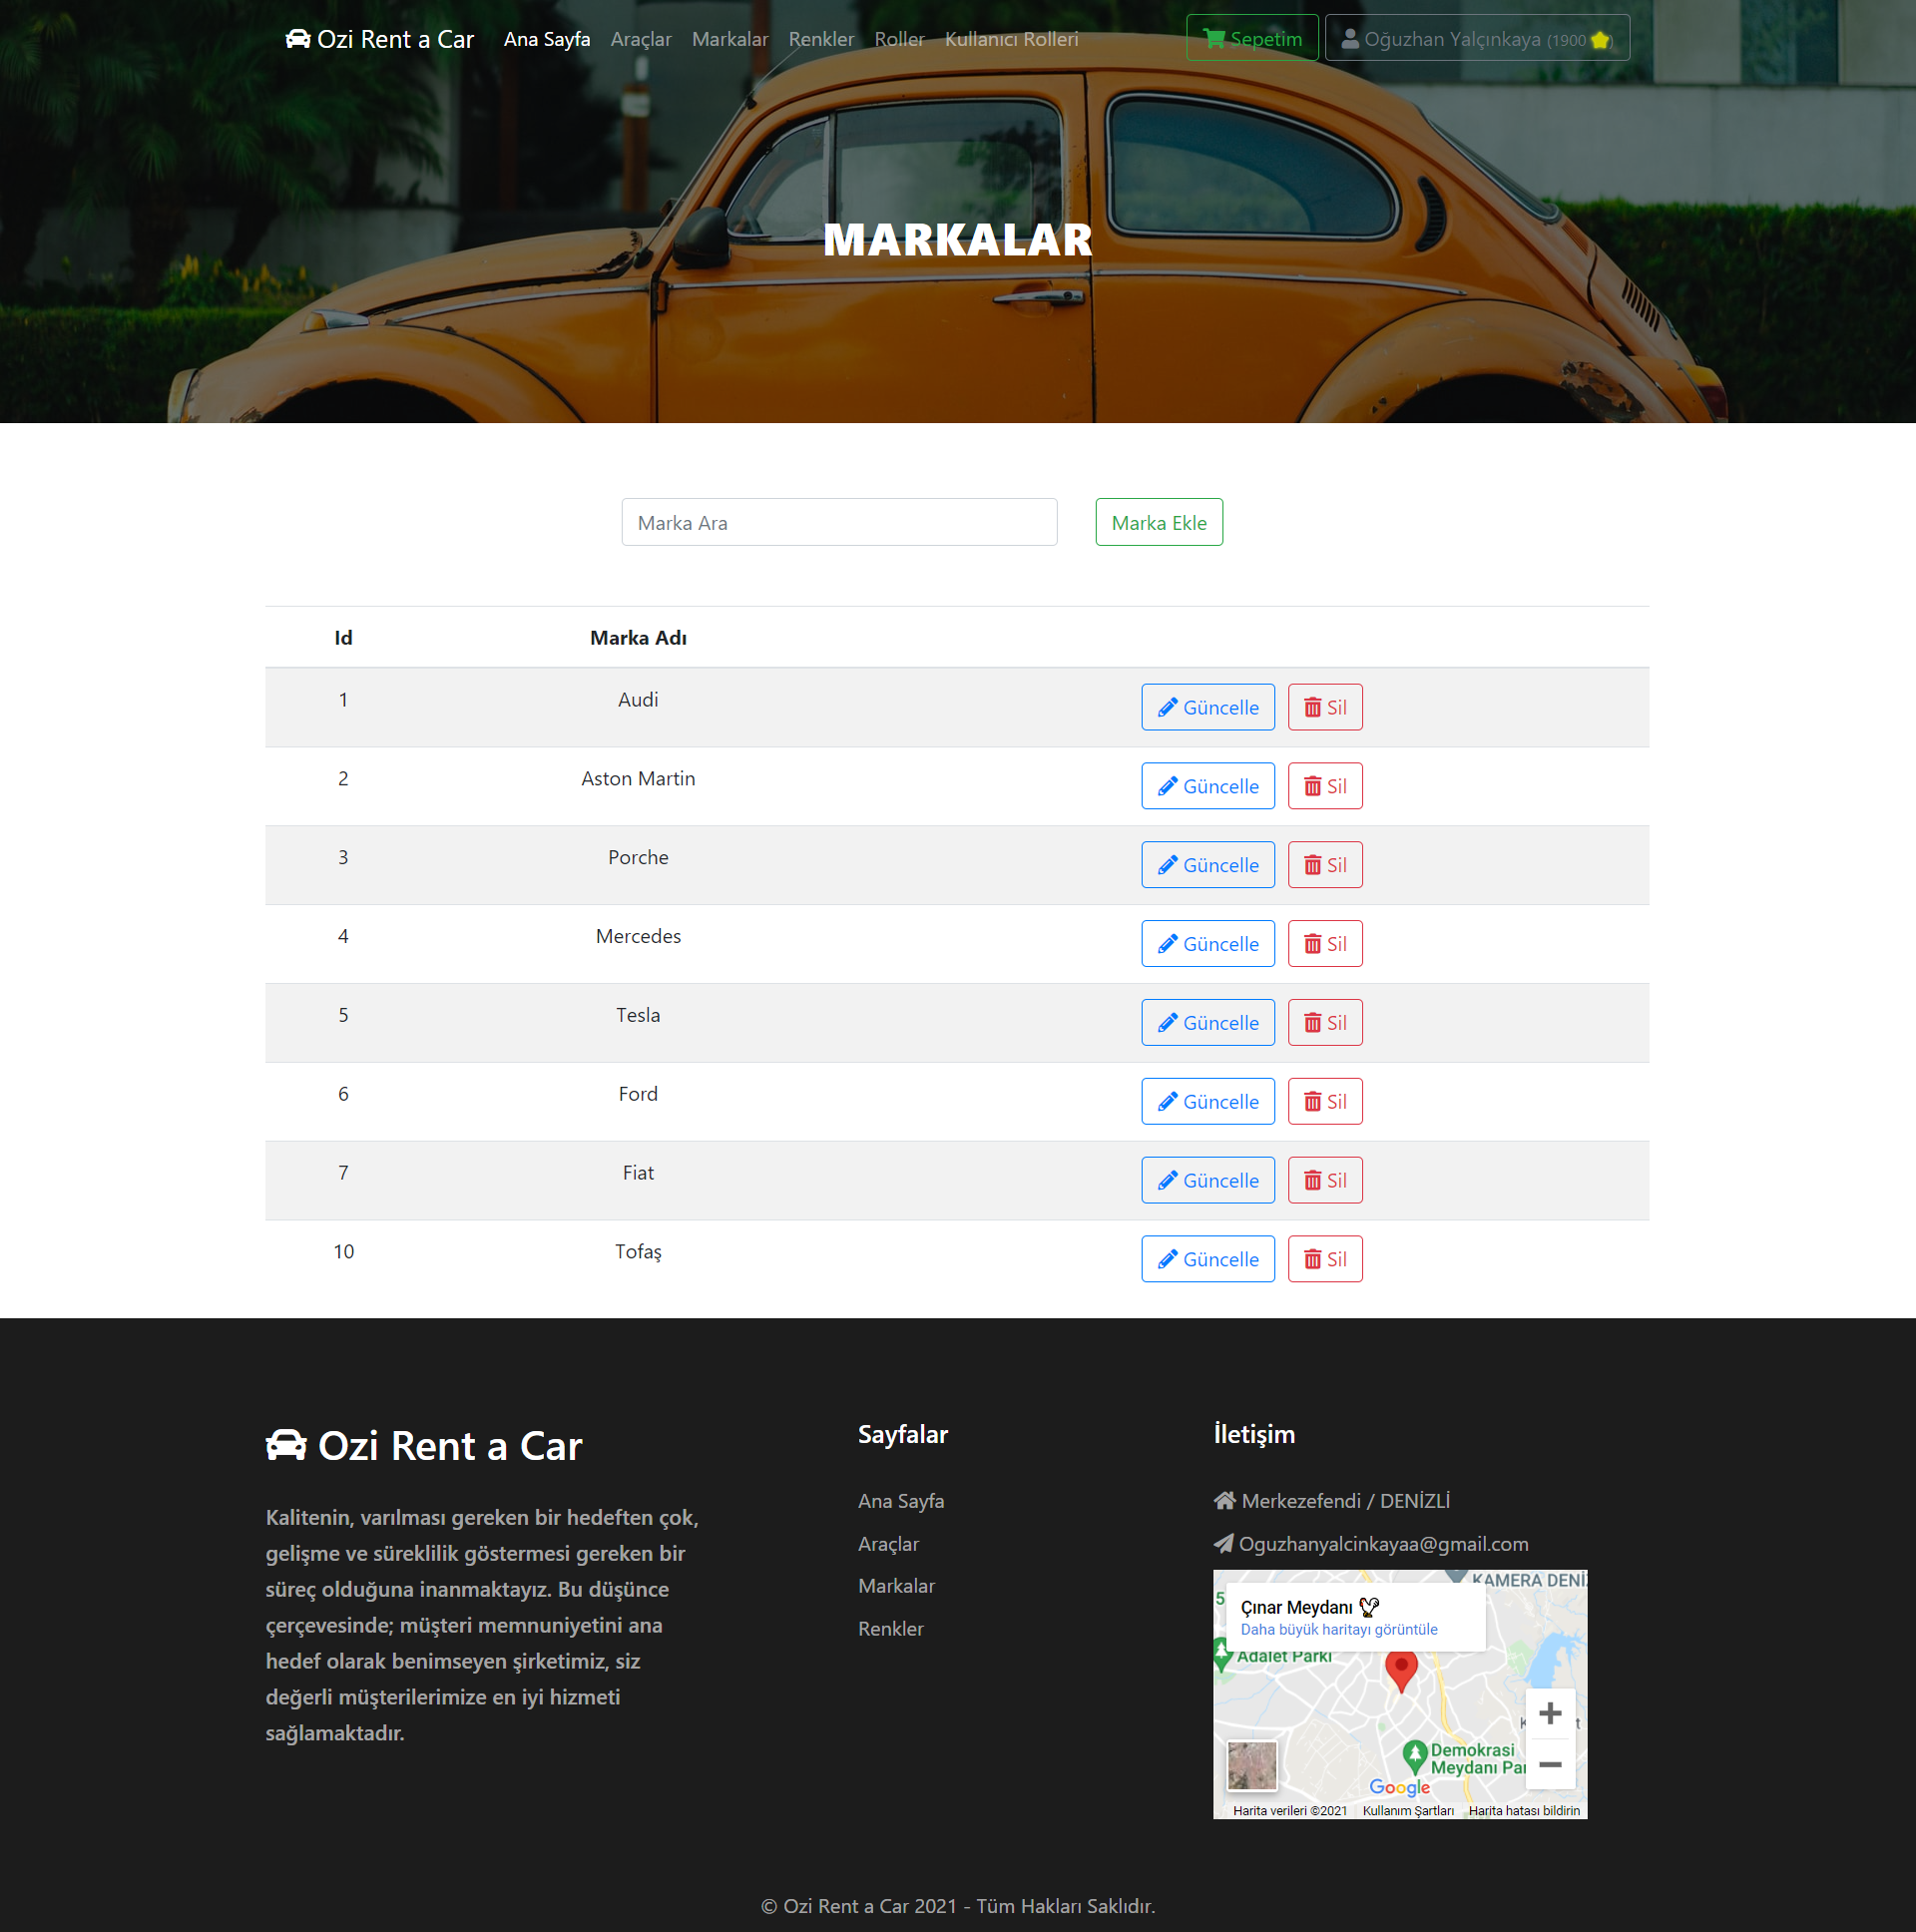 Ozi Rent a Car Ana Sayfa Araçlar Markalar Renkler Roller Kullanıcı Rolleri Sepetim Oğuzhan Yalçınkaya (1900 )
MARKALAR
Marka Ara Marka Ekle
Id Marka Adı
1 Audi Güncelle Sil
2 Aston Martin Güncelle Sil
3 Porche Güncelle Sil
4 Mercedes Güncelle Sil
5 Tesla Güncelle Sil
6 Ford Güncelle Sil
7 Fiat Güncelle Sil
10 Tofaş Güncelle Sil
Ozi Rent a Car
Kalitenin, varılması gereken bir hedeften çok,
gelişme ve süreklilik göstermesi gereken bir
süreç olduğuna inanmaktayız. Bu düşünce
çerçevesinde; müşteri memnuniyetini ana
hedef olarak benimseyen şirketimiz, siz
değerli müşterilerimize en iyi hizmeti
sağlamaktadır.
Sayfalar
Ana Sayfa
Araçlar
Markalar
Renkler
İletişim
Merkezefendi / DENİZLİ
Oguzhanyalcinkayaa@gmail.com
KAMERA DENİZ
Çınar Meydanı
Daha büyük haritayı görüntüle
Adalet Parkı
Demokrasi
Meydanı Par
Google
Harita verileri ©2021 Kullanım Şartları Harita hatası bildirin
© Ozi Rent a Car 2021 - Tüm Hakları Saklıdır.